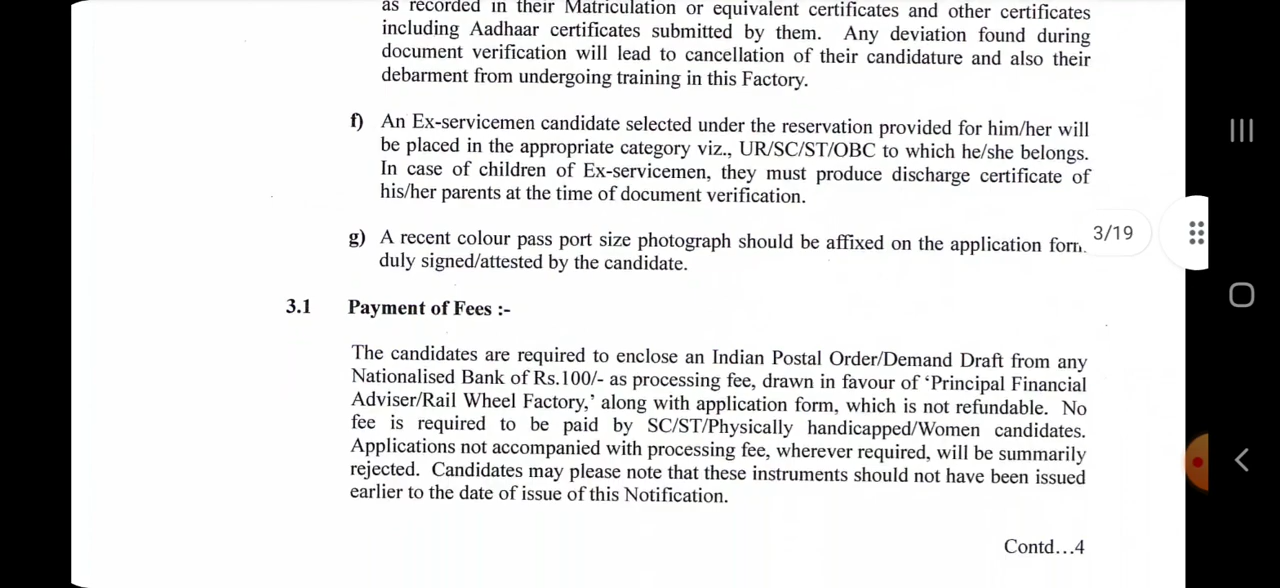 as recorded in their Matriculation or equivalent certificates and other certificates
including Aadhaar certificates submitted by them. Any deviation found during
document verification will lead to cancellation of their candidature and also their
debarment from undergoing training in this Factory.
f) An Ex-servicemen candidate selected under the reservation provided for him/her will
be placed in the appropriate category viz., UR/SC/ST/OBC to which he/she belongs.
In case of children of Ex-servicemen, they must produce discharge certificate of
his/her parents at the time of document verification.
g) A recent colour pass port size photograph should be affixed on the application form
duly signed/attested by the candidate.
3/19
3.1 Payment of Fees :-
The candidates are required to enclose an Indian Postal Order/Demand Draft from any
Nationalised Bank of Rs.100/- as processing fee, drawn in favour of ‘Principal Financial
Adviser/Rail Wheel Factory,’ along with application form, which is not refundable. No
fee is required to be paid by SC/ST/Physically handicapped/Women candidates.
Applications not accompanied with processing fee, wherever required, will be summarily
rejected. Candidates may please note that these instruments should not have been issued
earlier to the date of issue of this Notification.
Contd...4